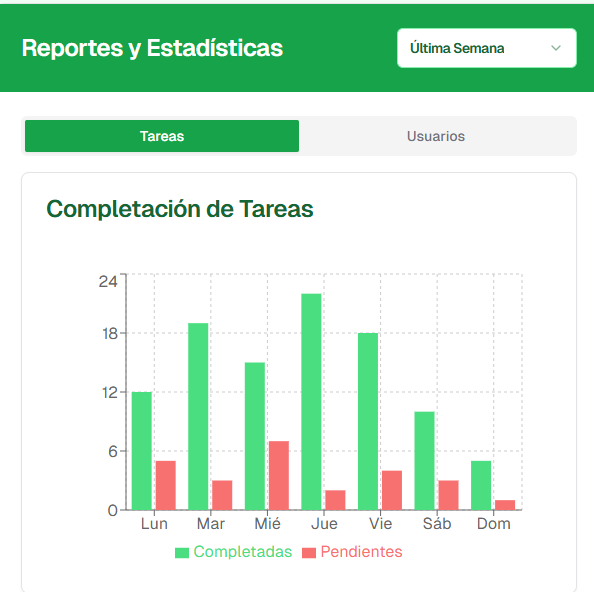 Reportes y Estadísticas
Última Semana
Tareas
Usuarios
Completación de Tareas
24
18
12
6
0
Lun Mar Mié Jue Vie Sáb Dom
Completadas Pendientes